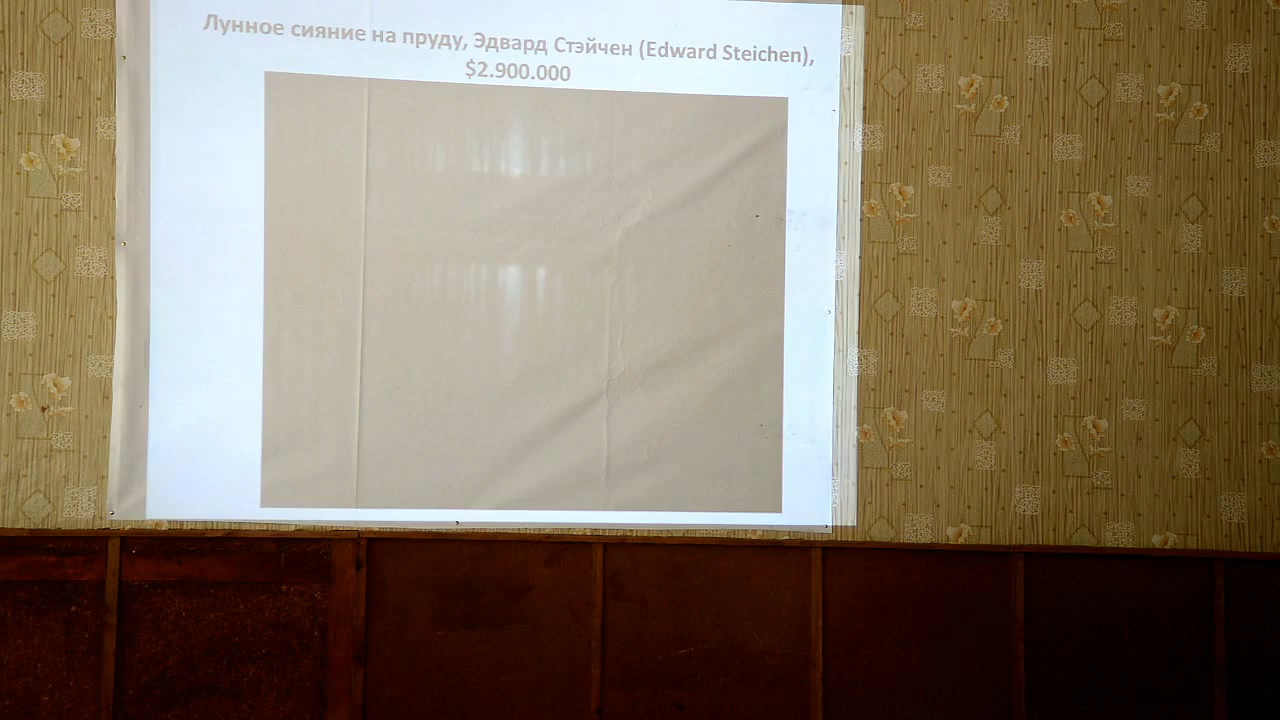 Лунное сияние на пруду, Эдвард Стэйчен (Edward Steichen),
$2.900.000